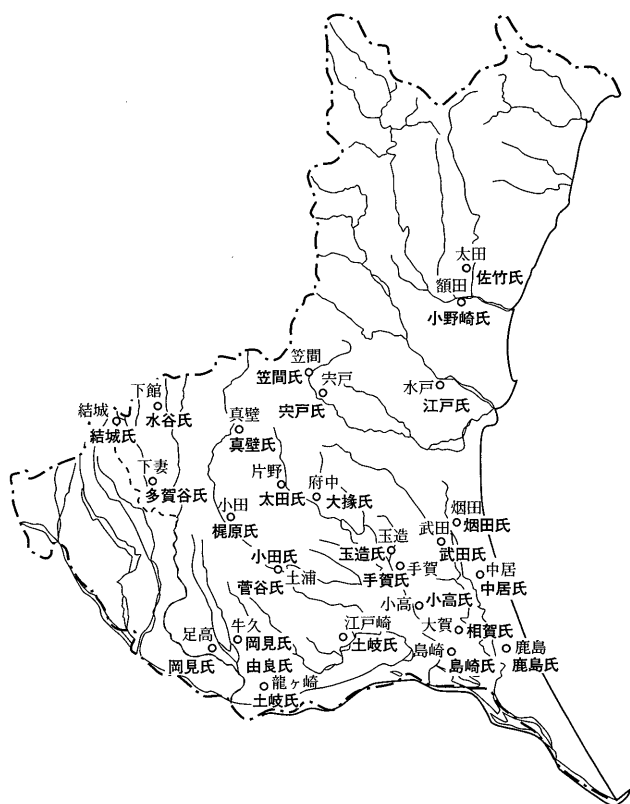 太田
佐竹氏
額田
小野崎氏
笠間
笠間氏
宍戸
宍戸氏
水戸
江戸氏
下館
水谷氏
結城
結城氏
真壁
真壁氏
下妻
多賀谷氏
片野
太田氏
府中
大掾氏
小田
梶原氏
烟田
烟田氏
武田
武田氏
玉造
玉造氏
手賀
手賀氏
中居
中居氏
小田氏
土浦
菅谷氏
小高
小高氏
大賀
相賀氏
江戸崎
土岐氏
島崎
島崎氏
鹿島
鹿島氏
足高
岡見氏
牛久
岡見氏
由良氏
龍ヶ崎
土岐氏